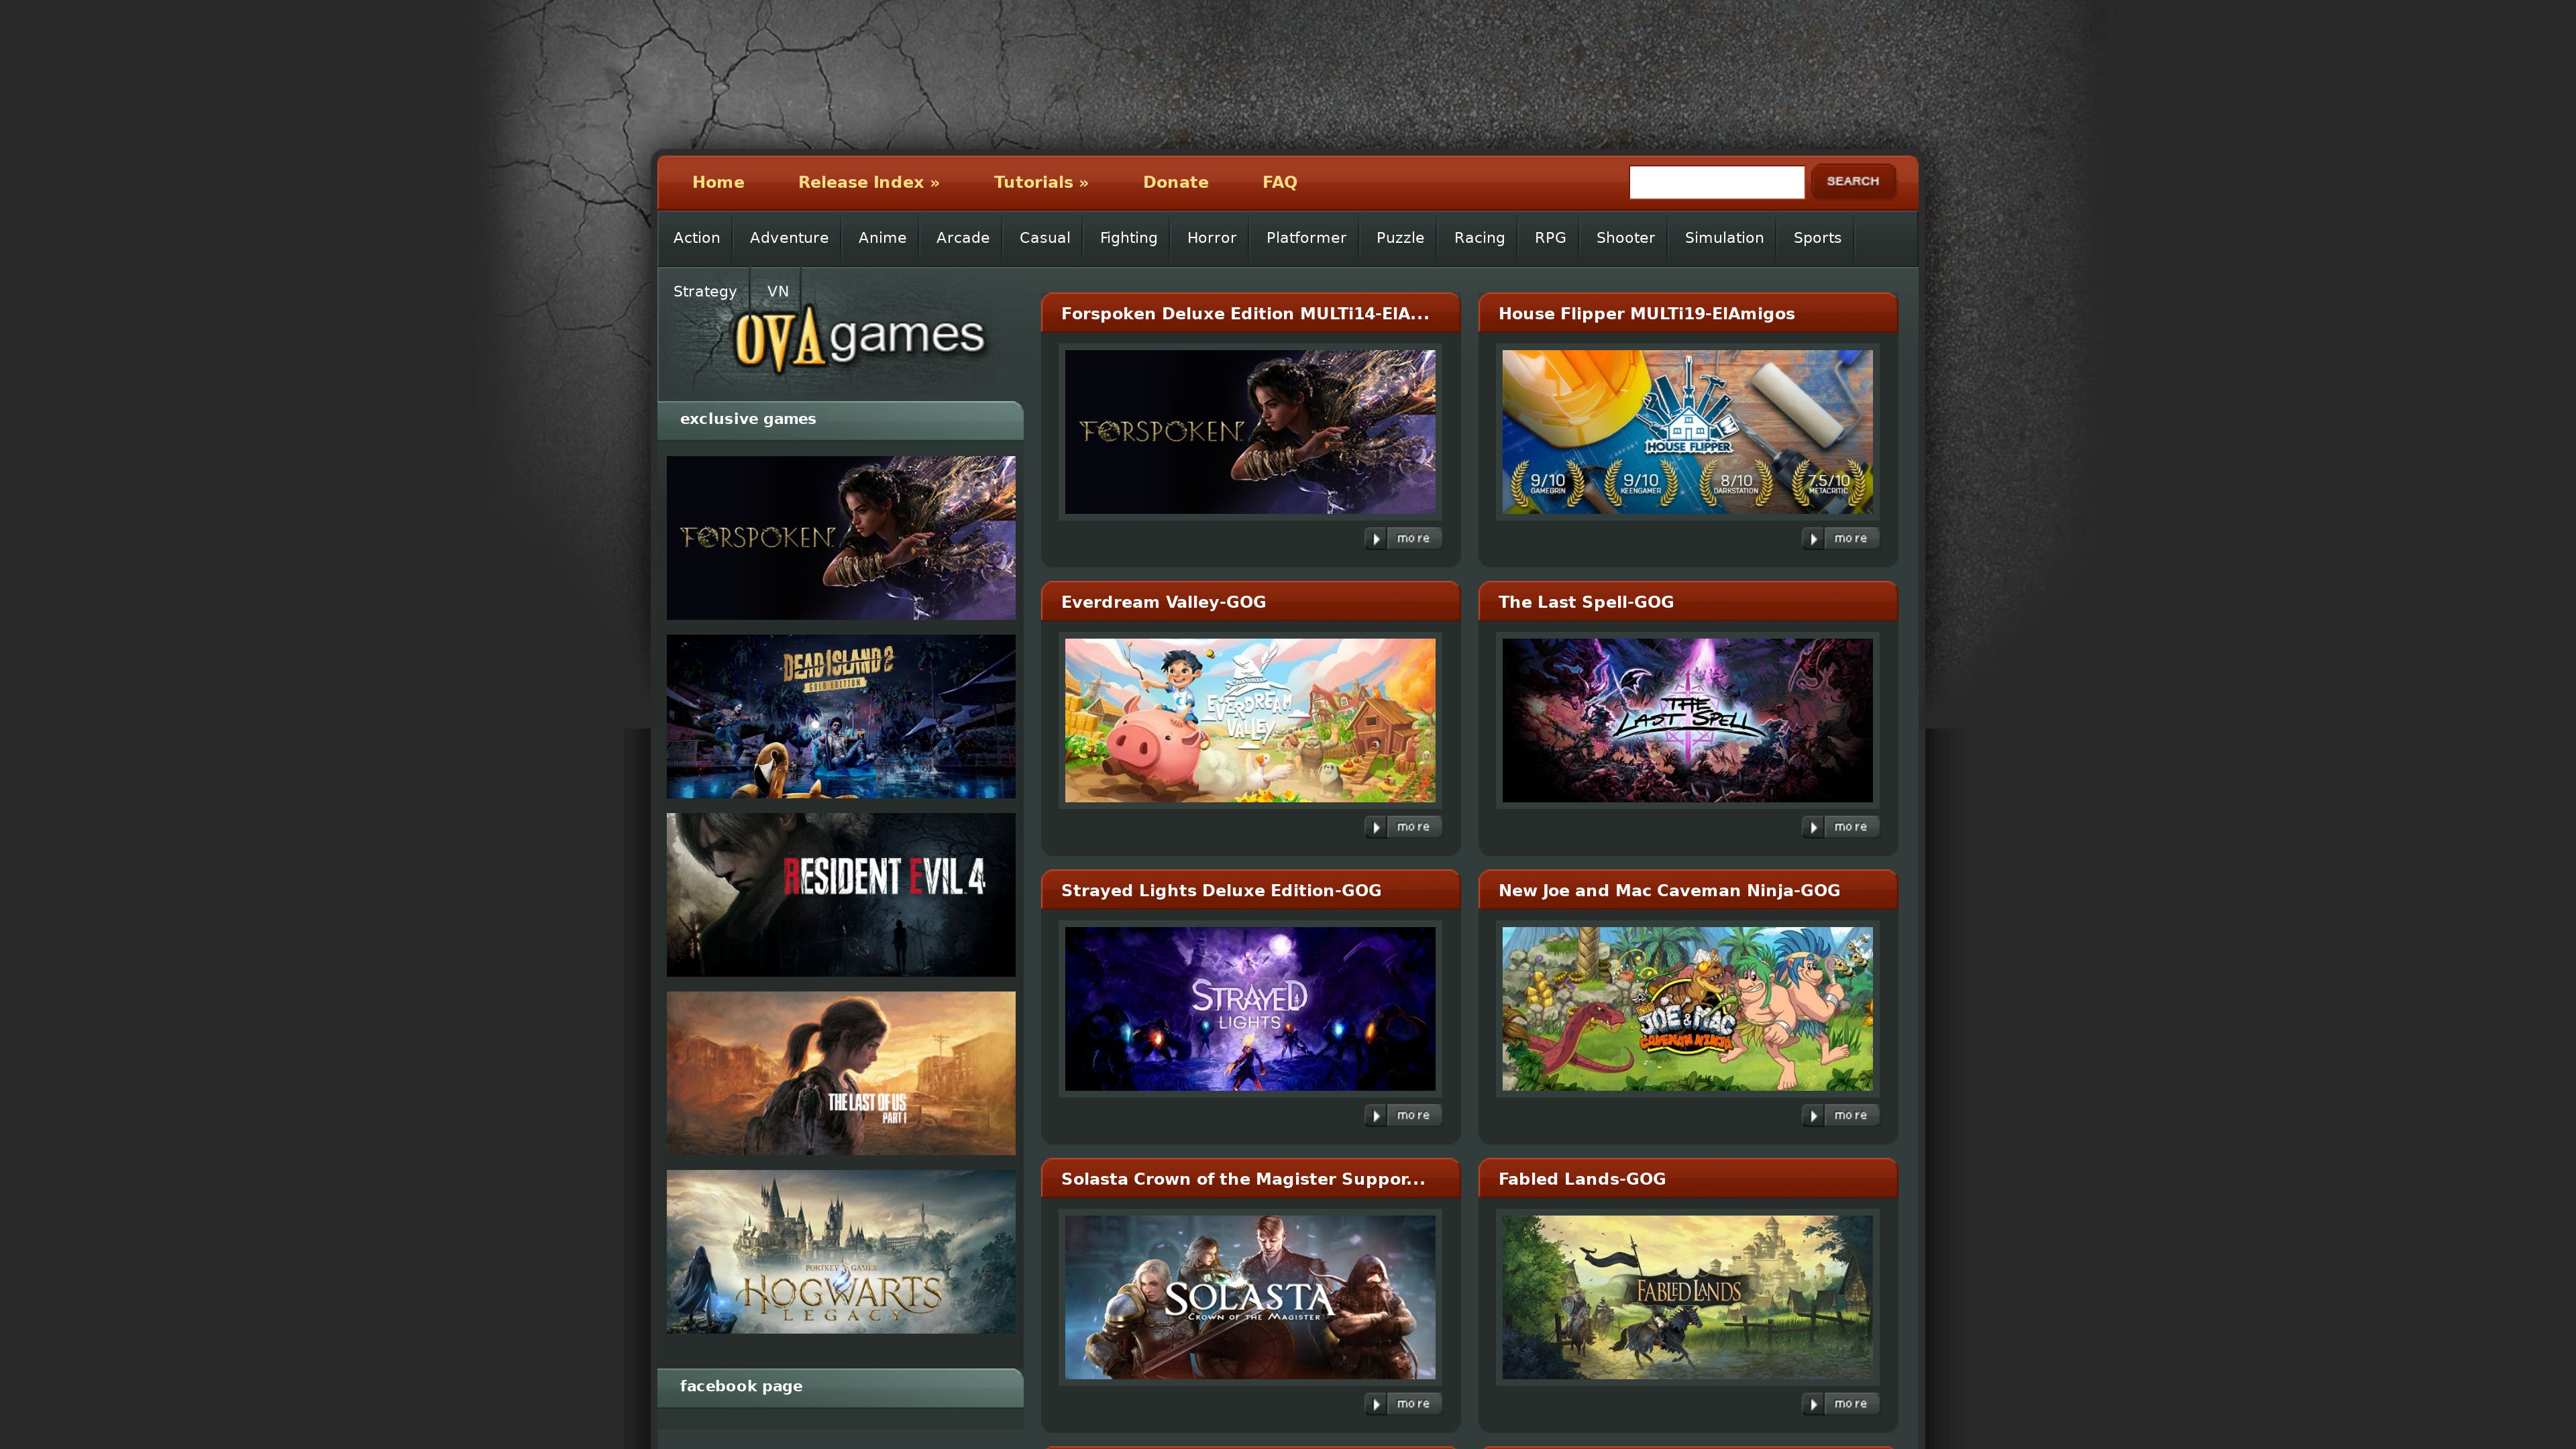 Home Release Index » Tutorials » Donate FAQ SEARCH
Action Adventure Anime Arcade Casual Fighting Horror Platformer Puzzle Racing RPG Shooter Simulation Sports
Strategy VN
OVA games
exclusive games
FORSPOKEN
DEAD ISLAND 2
GOLD EDITION
RESIDENT EVIL 4
THE LAST OF US
PART I
PORTKEY GAMES
HOGWARTS
LEGACY
facebook page
Forspoken Deluxe Edition MULTi14-ElA...
FORSPOKEN
more
House Flipper MULTi19-ElAmigos
HOUSE FLIPPER
9/10 9/10 8/10 7.5/10
GAMEGRIN KEENGAMER DARKSTATION METACRITIC
more
Everdream Valley-GOG
EVERDREAM
VALLEY
more
The Last Spell-GOG
THE
LAST SPELL
more
Strayed Lights Deluxe Edition-GOG
STRAYED
LIGHTS
more
New Joe and Mac Caveman Ninja-GOG
NEW
JOE & MAC
CAVEMAN NINJA
more
Solasta Crown of the Magister Suppor...
SOLASTA
CROWN OF THE MAGISTER
more
Fabled Lands-GOG
FABLED LANDS
more